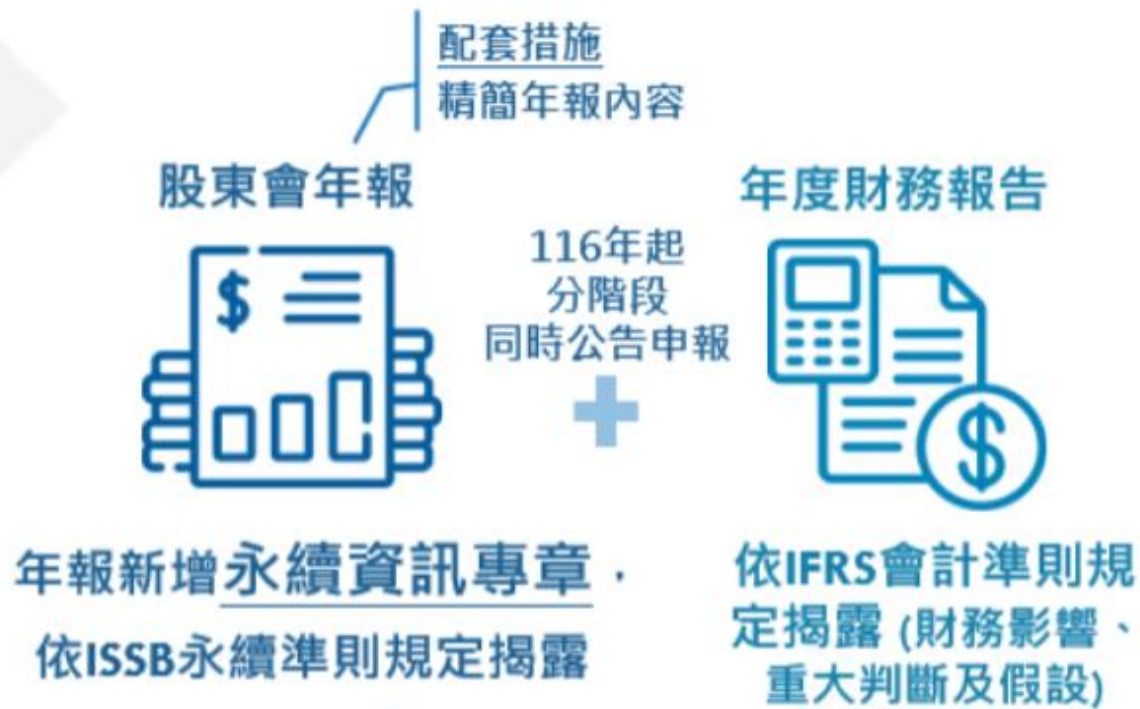 配套措施
精簡年報內容
股東會年報
年度財務報告
$
116年起
分階段
同時公告申報
$
年報新增永續資訊專章，
依ISSB永續準則規定揭露
依IFRS會計準則規
定揭露 (財務影響、
重大判斷及假設)